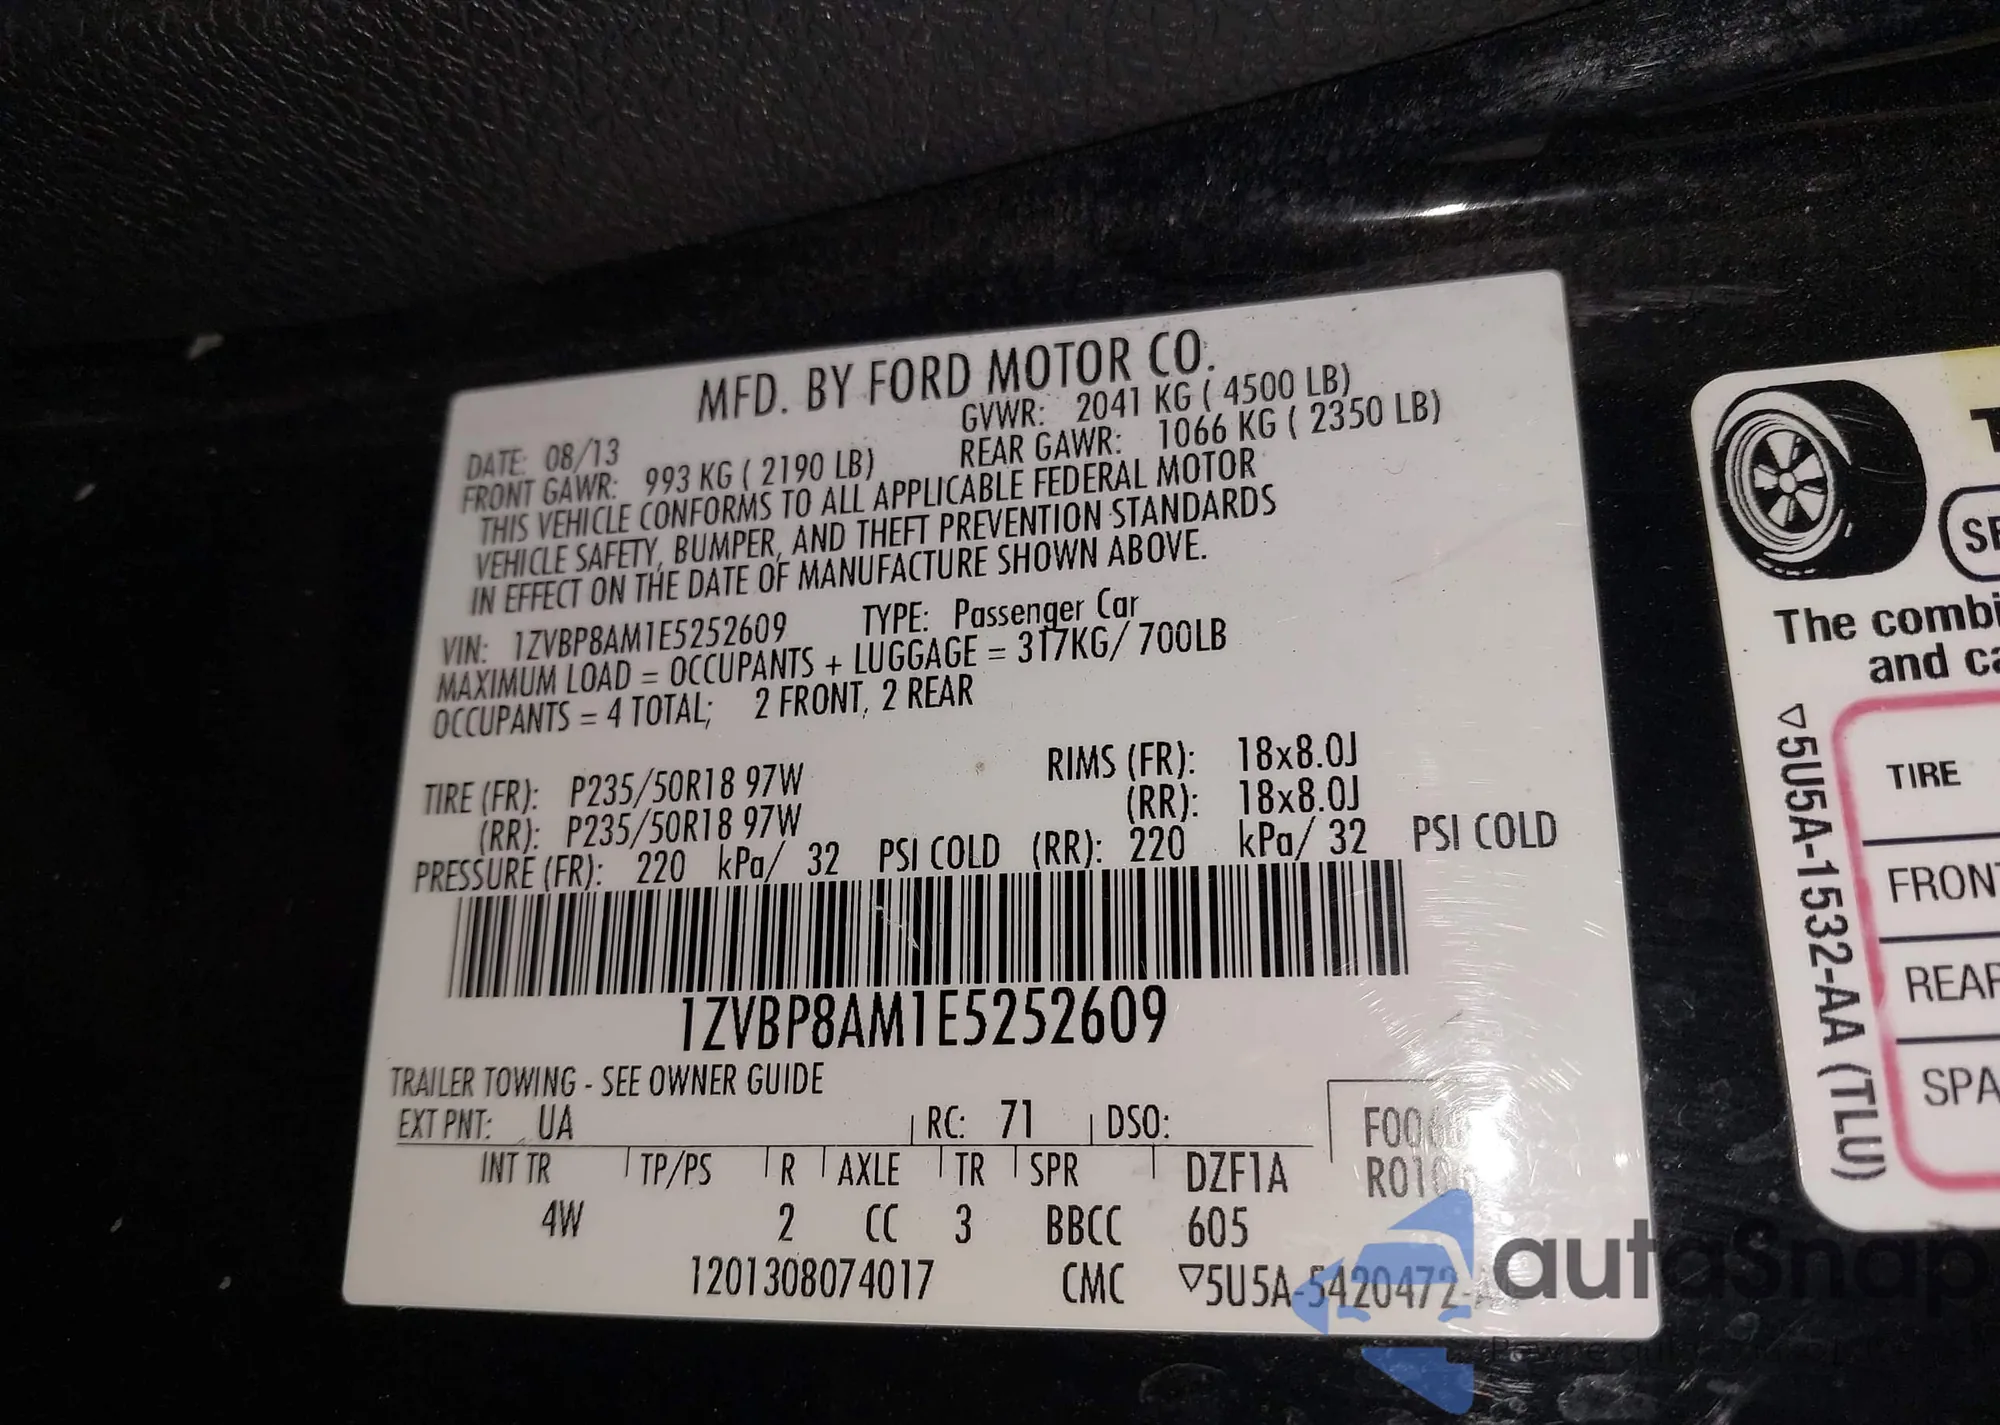 MFD. BY FORD MOTOR CO.
DATE: 08/13 GVWR: 2041 KG ( 4500 LB)
FRONT GAWR: 993 KG ( 2190 LB) REAR GAWR: 1066 KG ( 2350 LB)
THIS VEHICLE CONFORMS TO ALL APPLICABLE FEDERAL MOTOR
VEHICLE SAFETY, BUMPER, AND THEFT PREVENTION STANDARDS
IN EFFECT ON THE DATE OF MANUFACTURE SHOWN ABOVE.
VIN: 1ZVBP8AM1E5252609 TYPE: Passenger Car
MAXIMUM LOAD = OCCUPANTS + LUGGAGE = 317KG/ 700LB
OCCUPANTS = 4 TOTAL; 2 FRONT, 2 REAR
TIRE (FR): P235/50R18 97W RIMS (FR): 18x8.0J
(RR): P235/50R18 97W (RR): 18x8.0J
PRESSURE (FR): 220 kPa/ 32 PSI COLD (RR): 220 kPa/ 32 PSI COLD
1ZVBP8AM1E5252609
TRAILER TOWING - SEE OWNER GUIDE
EXT PNT: UA RC: 71 DSO:
INT TR TP/PS R AXLE TR SPR DZF1A
4W 2 CC 3 BBCC 605
1201308074017 CMC ▽5U5A-5420472-
The
and
▽5U5A-1532-AA (TLU)
TIRE
FRONT
REAR
autaSnap